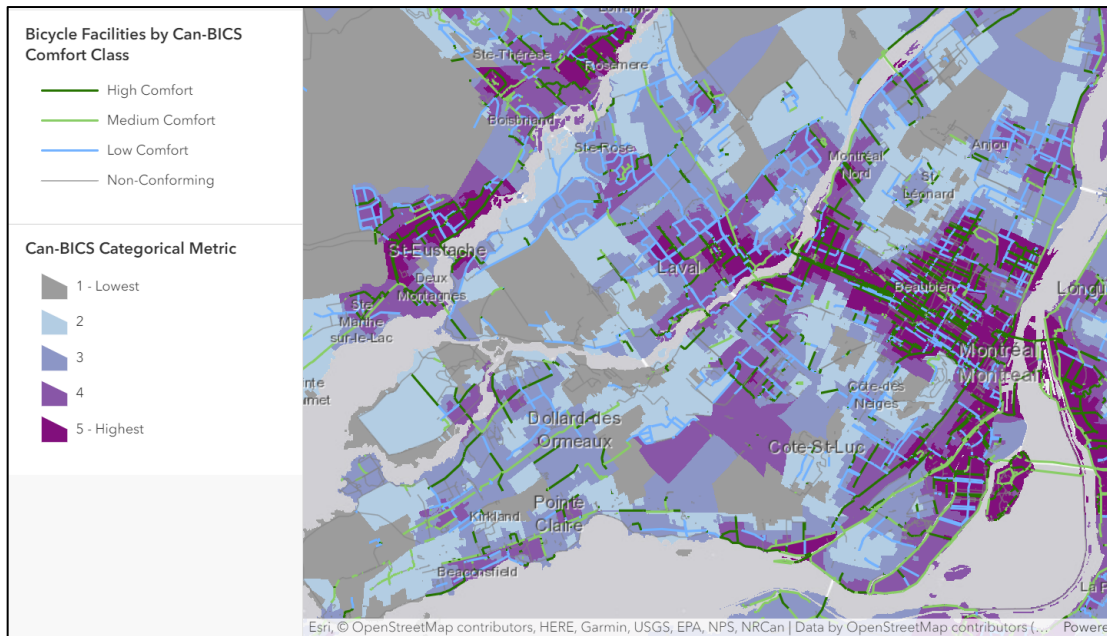 Bicycle Facilities by Can-BICS
Comfort Class
High Comfort
Medium Comfort
Low Comfort
Non-Conforming
Can-BICS Categorical Metric
1 - Lowest
2
3
4
5 - Highest
Lorraine
Ste-Thérèse
Rosemère
Boisbriand
Ste-Rose
Montréal
Nord
Anjou
St
Léonard
St-Eustache
Deux
Montagnes
Laval
Beaubien
Longu
Ste
Marthe
sur-le-Lac
Montréal
Montreal
Côte-des
Neiges
Dollard-des
Ormeaux
Cote-St-Luc
Pointe
Claire
Kirkland
Beaconsfield
La P
Esri, © OpenStreetMap contributors, HERE, Garmin, USGS, EPA, NPS, NRCan | Data by OpenStreetMap contributors (... Powere